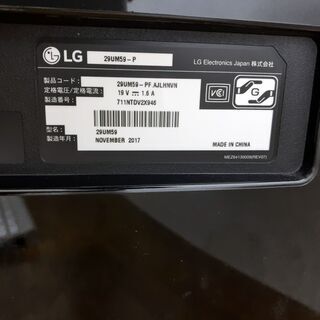 LG 29UM59-P
LG Electronics Japan 株式会社
製品コード： 29UM59-PF.AJLHNVN
定格電圧/定格電流: 19 V ⎓ 1.6 A
製造番号： 711NTDV2X946
VCCI
型名： 29UM59
製造年月： NOVEMBER 2017
MADE IN CHINA